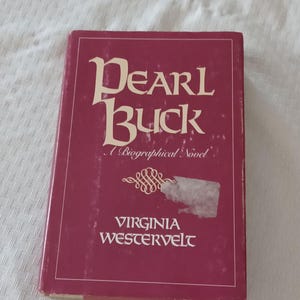 PEARL
BUCK
A Biographical Novel
VIRGINIA
WESTERVELT